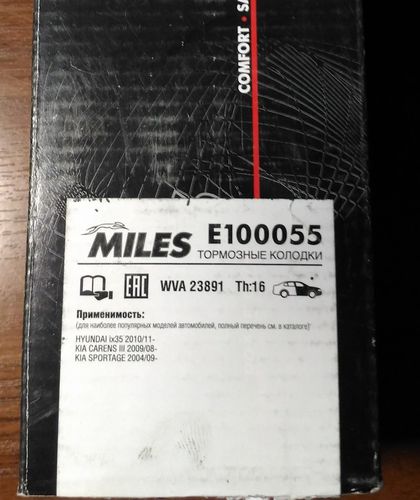 COMFORT · SA
MILES
E100055
ТОРМОЗНЫЕ КОЛОДКИ
EAC WVA 23891 Th:16
Применимость:
(для наиболее популярных моделей автомобилей, полный перечень см. в каталоге)
HYUNDAI ix35 2010/11-
KIA CARENS III 2009/08-
KIA SPORTAGE 2004/09-